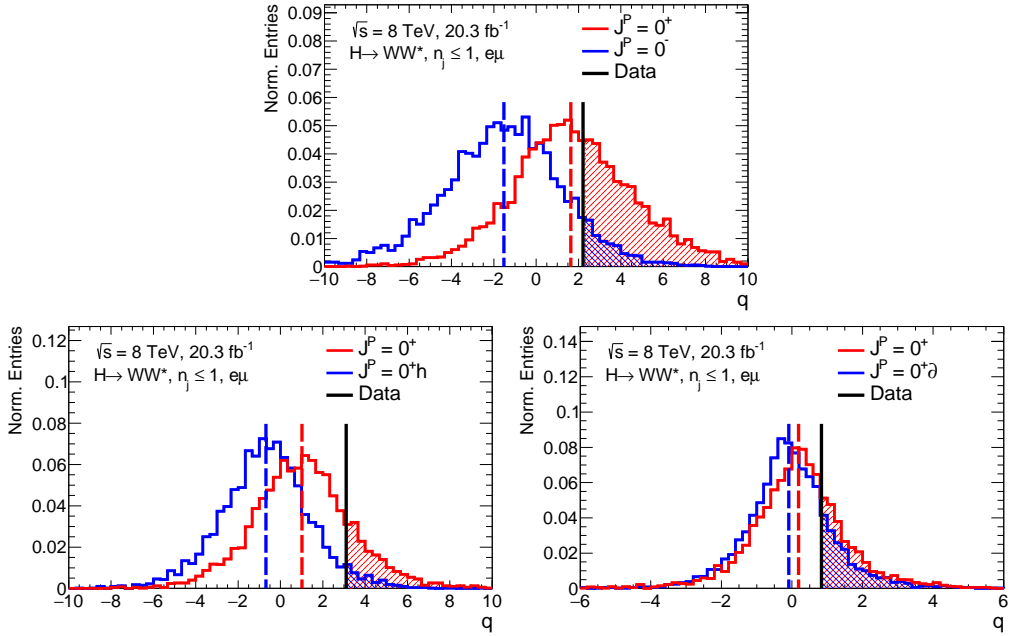 Norm. Entries
0.09
0.08
0.07
0.06
0.05
0.04
0.03
0.02
0.01
0
√s = 8 TeV, 20.3 fb⁻¹
H→ WW*, nⱼ ≤ 1, eμ
Jᴾ = 0⁺
Jᴾ = 0⁻
Data
−10 −8 −6 −4 −2 0 2 4 6 8 10
q
Norm. Entries
0.12
0.1
0.08
0.06
0.04
0.02
0
√s = 8 TeV, 20.3 fb⁻¹
H→ WW*, nⱼ ≤ 1, eμ
Jᴾ = 0⁺
Jᴾ = 0⁺h
Data
−10 −8 −6 −4 −2 0 2 4 6 8 10
q
Norm. Entries
0.14
0.12
0.1
0.08
0.06
0.04
0.02
0
√s = 8 TeV, 20.3 fb⁻¹
H→ WW*, nⱼ ≤ 1, eμ
Jᴾ = 0⁺
Jᴾ = 0⁺∂
Data
−6 −4 −2 0 2 4 6
q